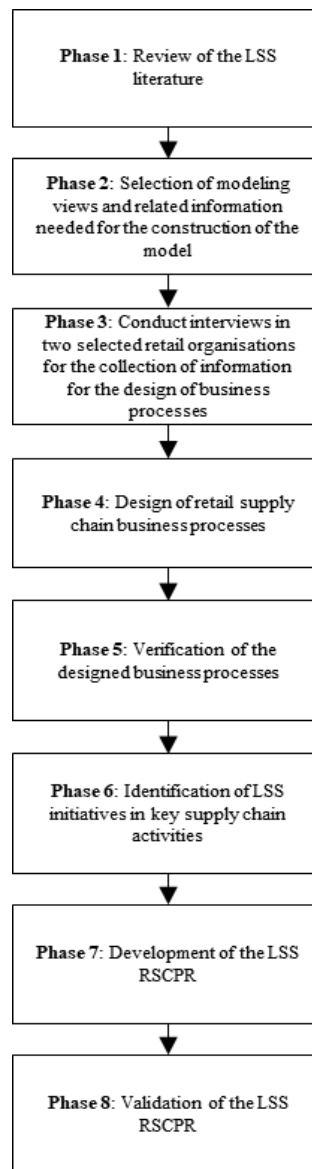 Phase 1: Review of the LSS
literature
Phase 2: Selection of modeling
views and related information
needed for the construction of the
model
Phase 3: Conduct interviews in
two selected retail organisations
for the collection of information
for the design of business
processes
Phase 4: Design of retail supply
chain business processes
Phase 5: Verification of the
designed business processes
Phase 6: Identification of LSS
initiatives in key supply chain
activities
Phase 7: Development of the LSS
RSCPR
Phase 8: Validation of the LSS
RSCPR